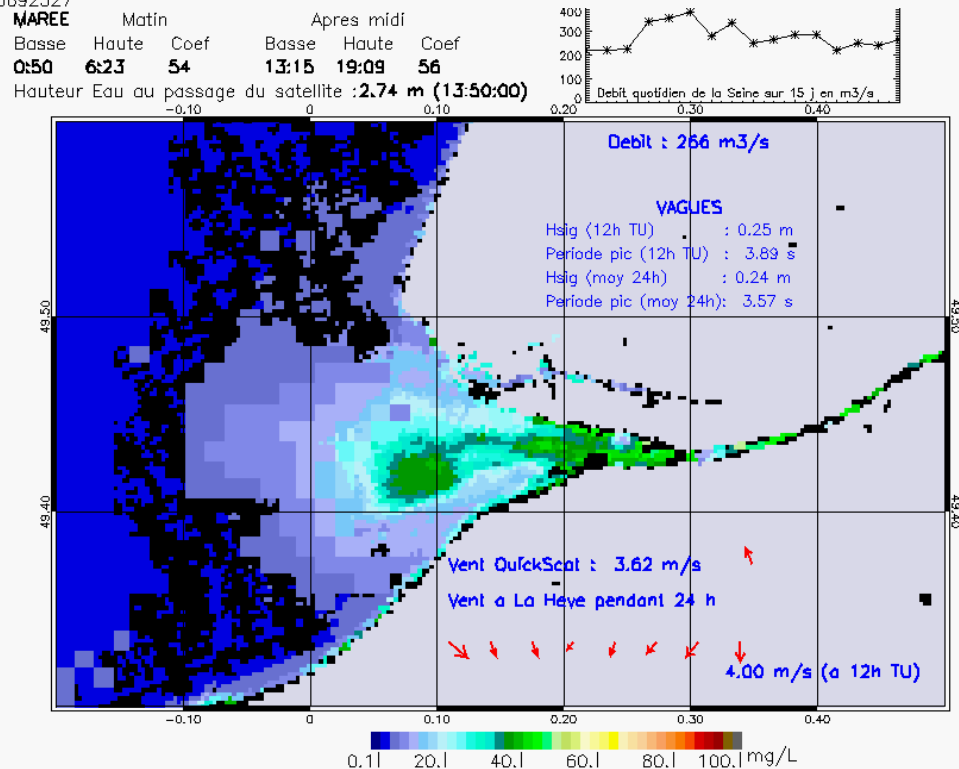 MAREE Matin Apres midi
Basse Haute Coef Basse Haute Coef
0:50 6:23 54 13:15 19:09 56
Hauteur Eau au passage du satellite :2.74 m (13:50:00)
400
300
200
100
0
Debit quotidien de la Seine sur 15 j en m3/s
-0.10 0 0.10 0.20 0.30 0.40
Debit : 266 m3/s
VAGUES
Hsig (12h TU) : 0.25 m
Periode pic (12h TU) : 3.89 s
Hsig (moy 24h) : 0.24 m
Periode pic (moy 24h): 3.57 s
49.50 49.50
49.40 49.40
Vent QuickScat : 3.62 m/s
Vent a La Heve pendant 24 h
4.00 m/s (a 12h TU)
-0.10 0 0.10 0.20 0.30 0.40
0.1| 20.| 40.| 60.| 80.| 100.| mg/L